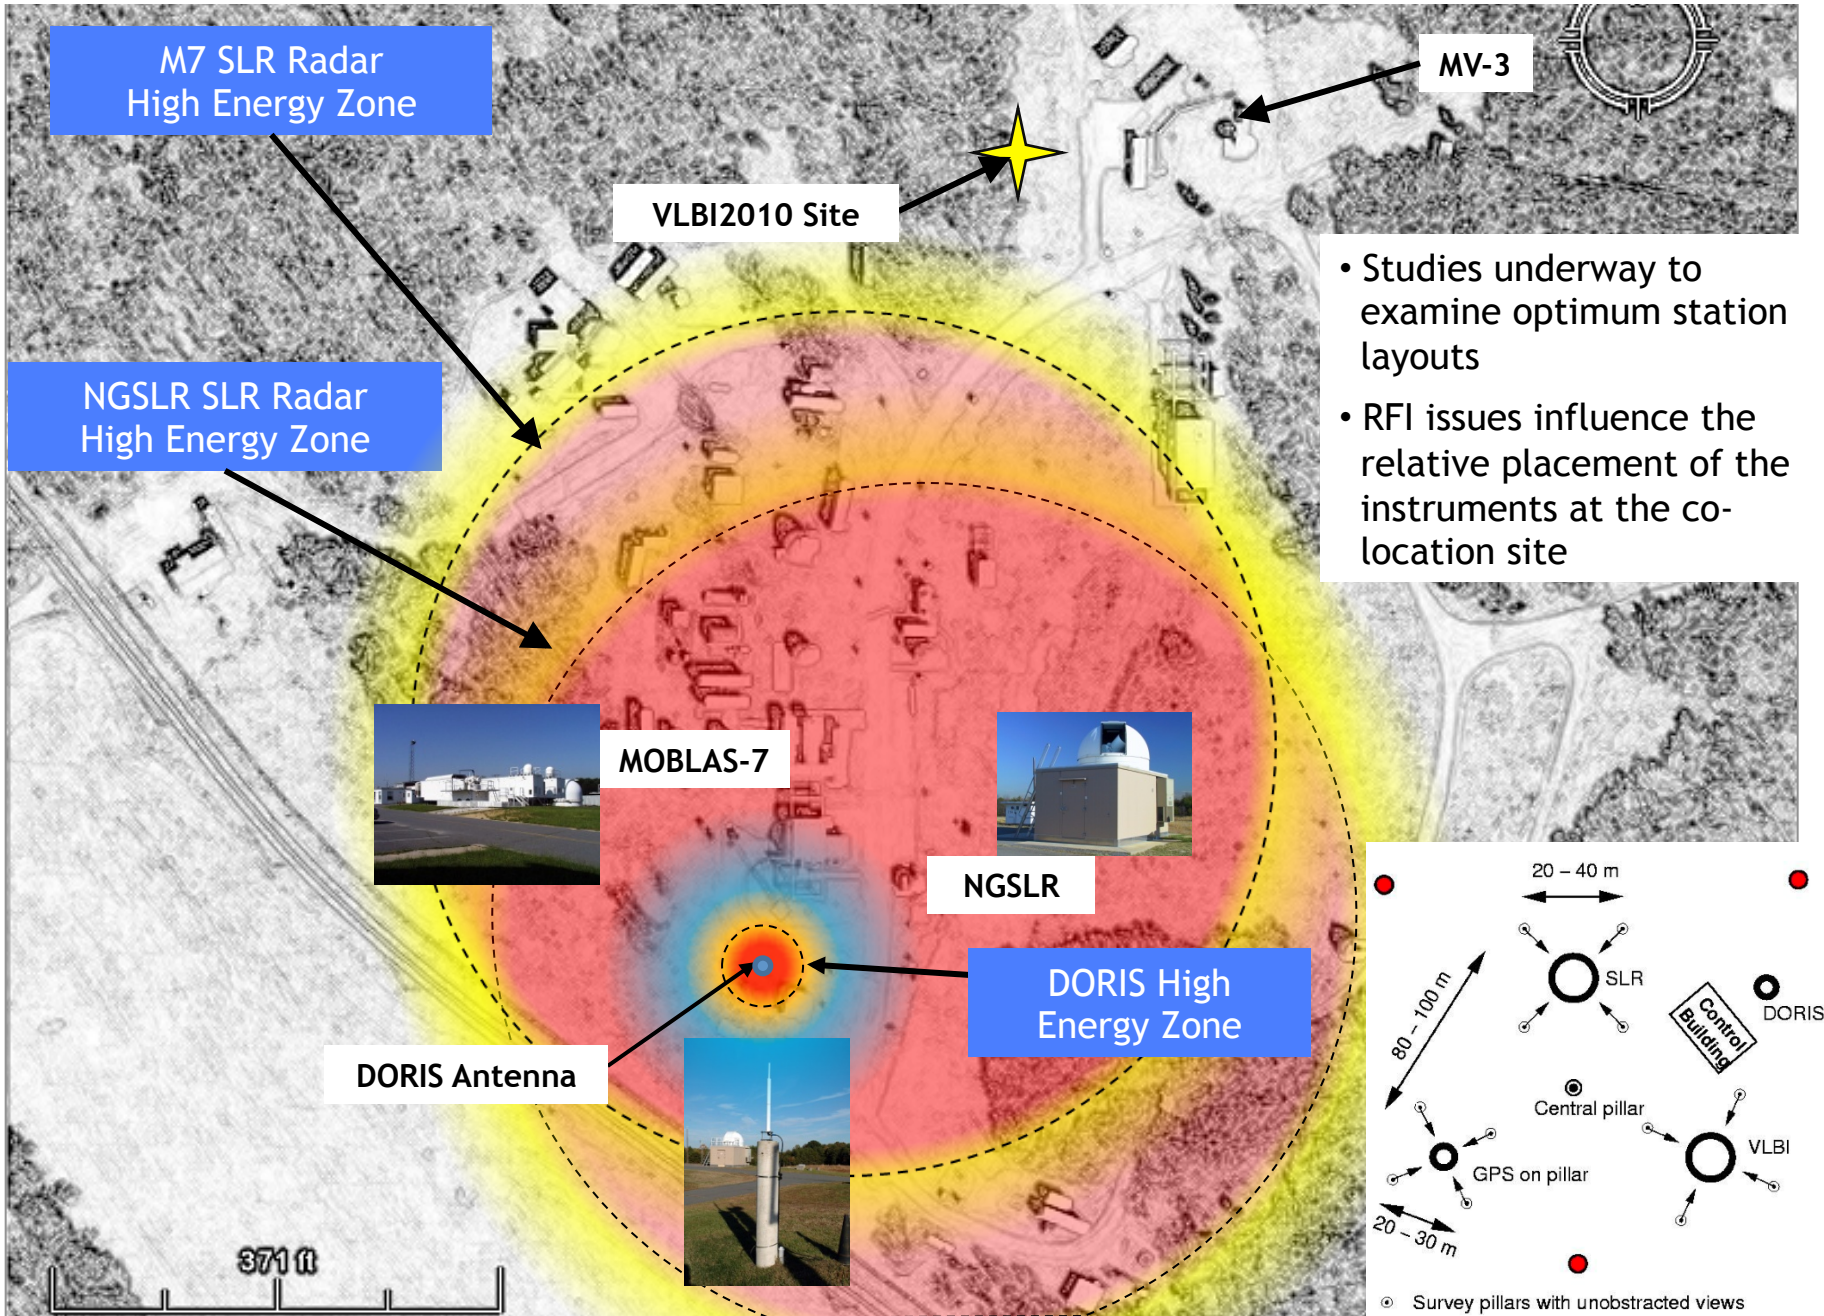 M7 SLR Radar
High Energy Zone
MV-3
VLBI2010 Site
NGSLR SLR Radar
High Energy Zone
• Studies underway to
examine optimum station
layouts
• RFI issues influence the
relative placement of the
instruments at the co-
location site
MOBLAS-7
NGSLR
DORIS High
Energy Zone
DORIS Antenna
371 ft
20 – 40 m
SLR
DORIS
80 – 100 m
Control
Building
Central pillar
VLBI
GPS on pillar
20 – 30 m
Survey pillars with unobstracted views